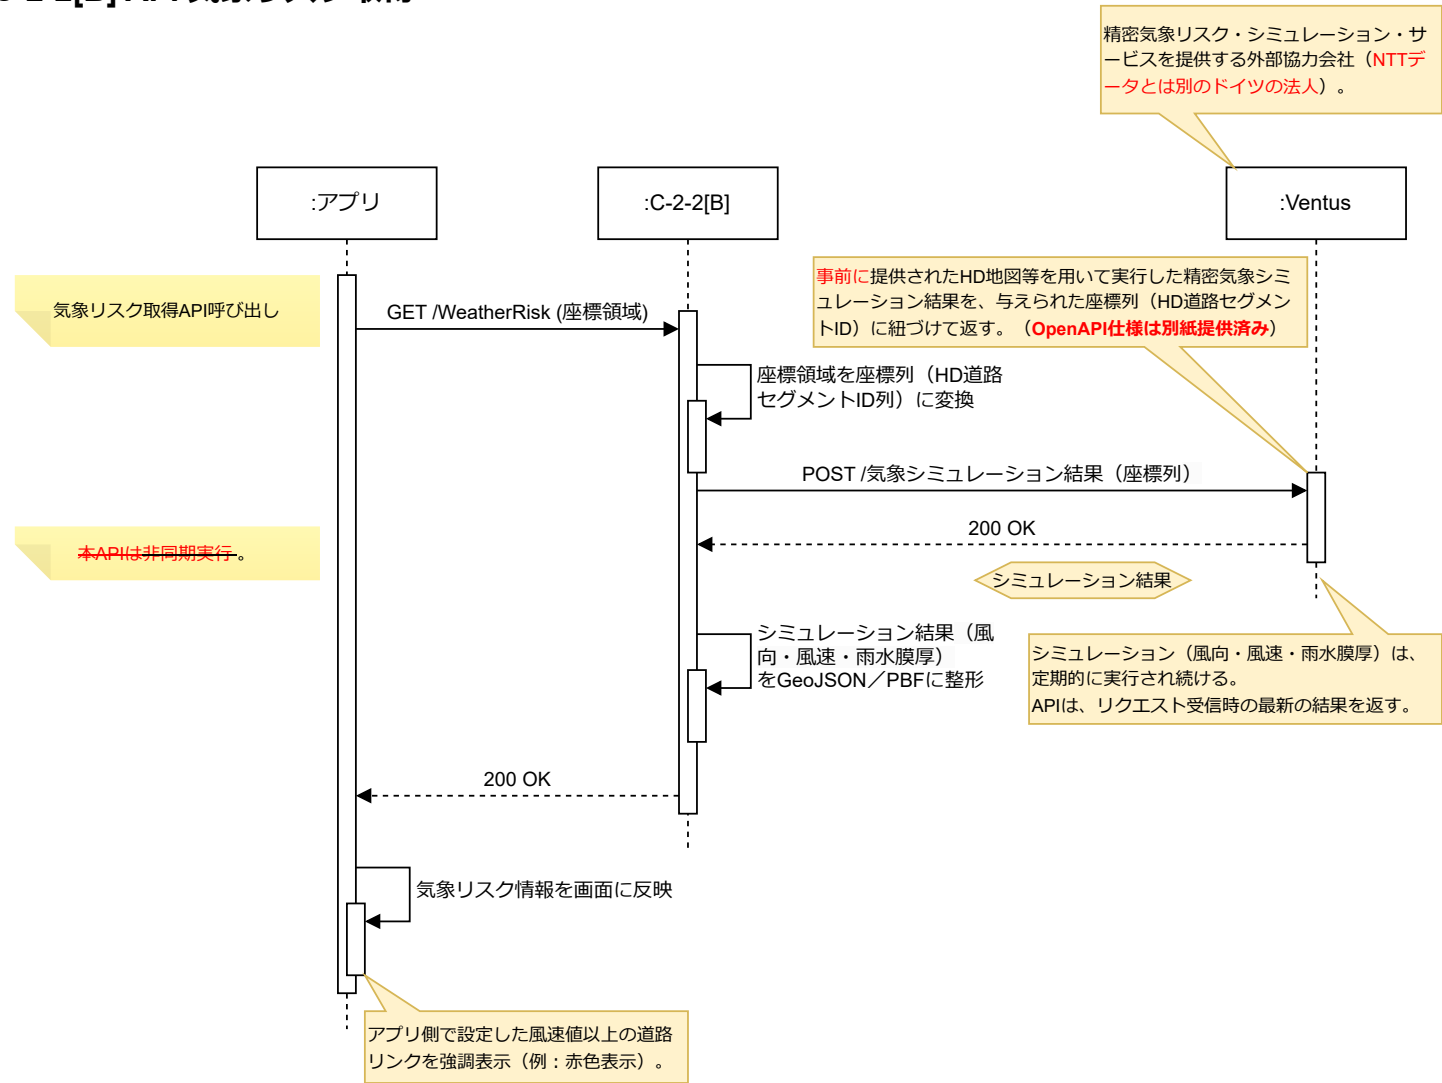 精密気象リスク・シミュレーション・サ
ービスを提供する外部協力会社（NTTデ
ータとは別のドイツの法人）。
:アプリ
:C-2-2[B]
:Ventus
気象リスク取得API呼び出し
GET /WeatherRisk (座標領域)
事前に提供されたHD地図等を用いて実行した精密気象シミ
ュレーション結果を、与えられた座標列（HD道路セグメン
トID）に紐づけて返す。（OpenAPI仕様は別紙提供済み）
座標領域を座標列（HD道路
セグメントID列）に変換
POST /気象シミュレーション結果（座標列）
200 OK
本APIは非同期実行 。
シミュレーション結果
シミュレーション結果（風
向・風速・雨水膜厚）
をGeoJSON／PBFに整形
シミュレーション（風向・風速・雨水膜厚）は、
定期的に実行され続ける。
APIは、リクエスト受信時の最新の結果を返す。
200 OK
気象リスク情報を画面に反映
アプリ側で設定した風速値以上の道路
リンクを強調表示（例：赤色表示）。